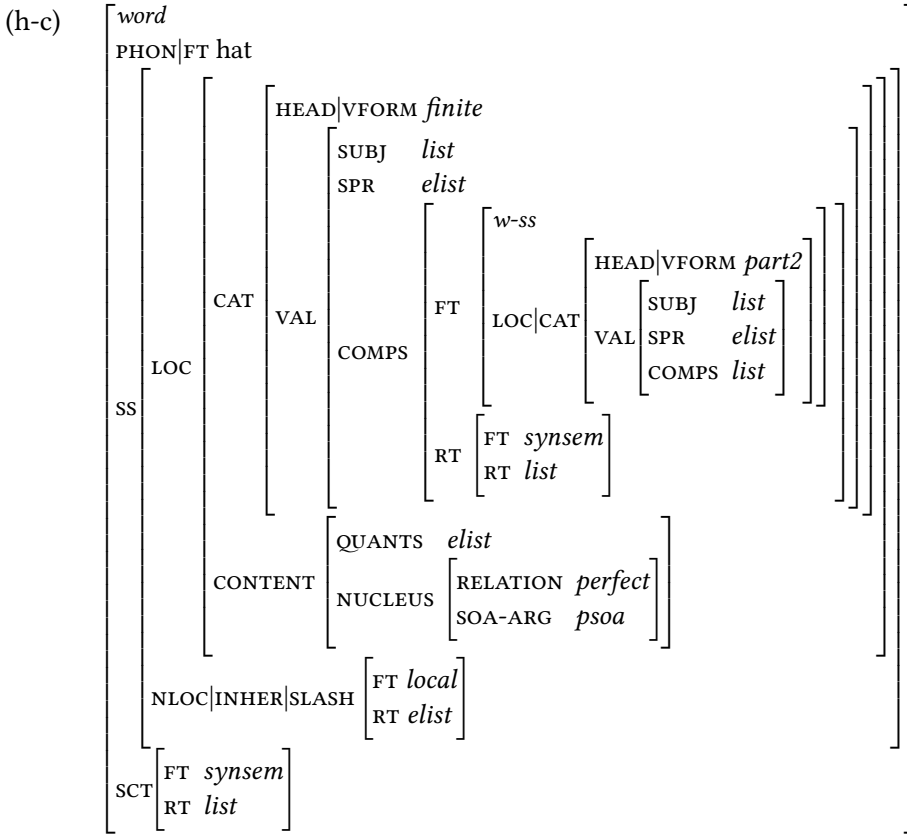 (h-c)
word
PHON|FT hat
HEAD|VFORM finite
SUBJ list
SPR elist
w-ss
HEAD|VFORM part2
SUBJ list
FT
CAT
LOC|CAT
VAL
SPR elist
VAL
COMPS
COMPS list
LOC
SS
FT synsem
RT
RT list
QUANTS elist
CONTENT
RELATION perfect
NUCLEUS
SOA-ARG psoa
FT local
NLOC|INHER|SLASH
RT elist
FT synsem
SCT
RT list